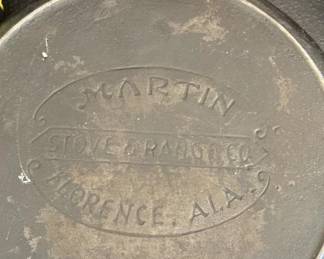 MARTIN
STOVE & RANGE CO.
FLORENCE, ALA.